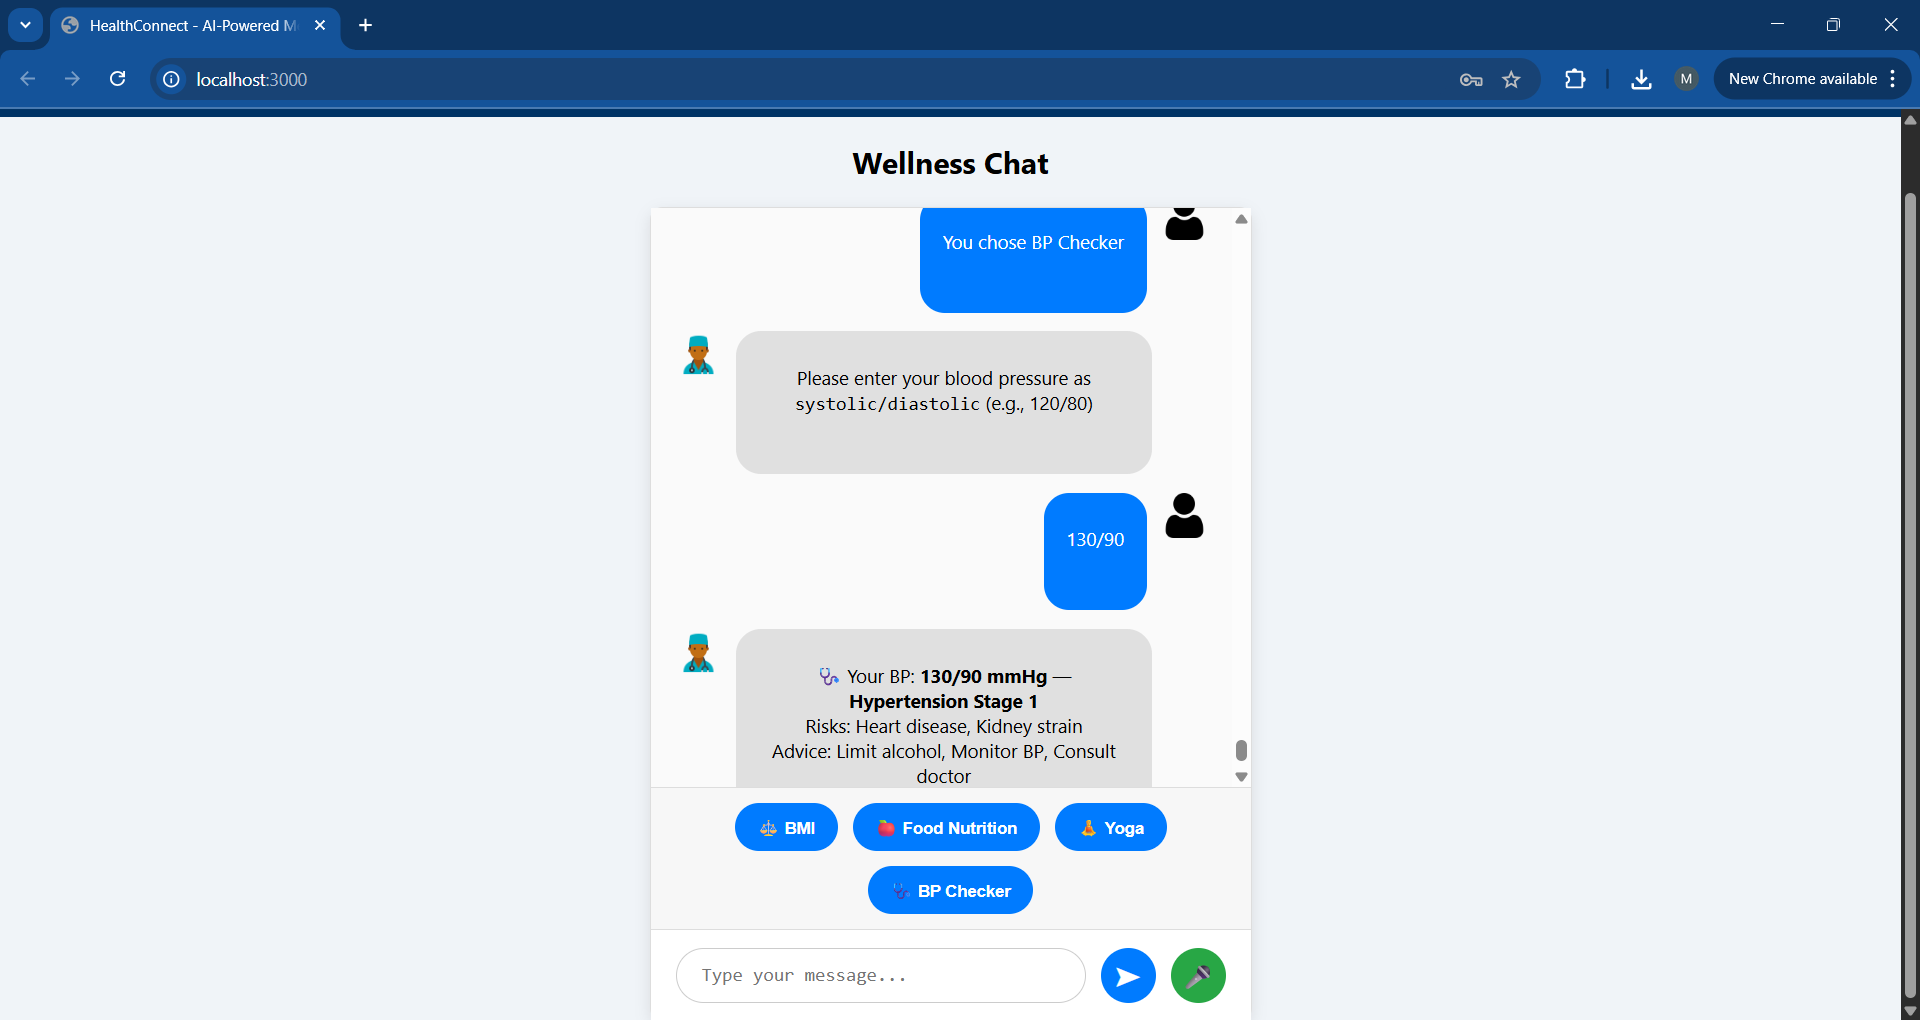 HealthConnect - AI-Powered M
localhost:3000
M
New Chrome available
Wellness Chat
You chose BP Checker
Please enter your blood pressure as
systolic/diastolic (e.g., 120/80)
130/90
Your BP: 130/90 mmHg —
Hypertension Stage 1
Risks: Heart disease, Kidney strain
Advice: Limit alcohol, Monitor BP, Consult
doctor
BMI
Food Nutrition
Yoga
BP Checker
Type your message...